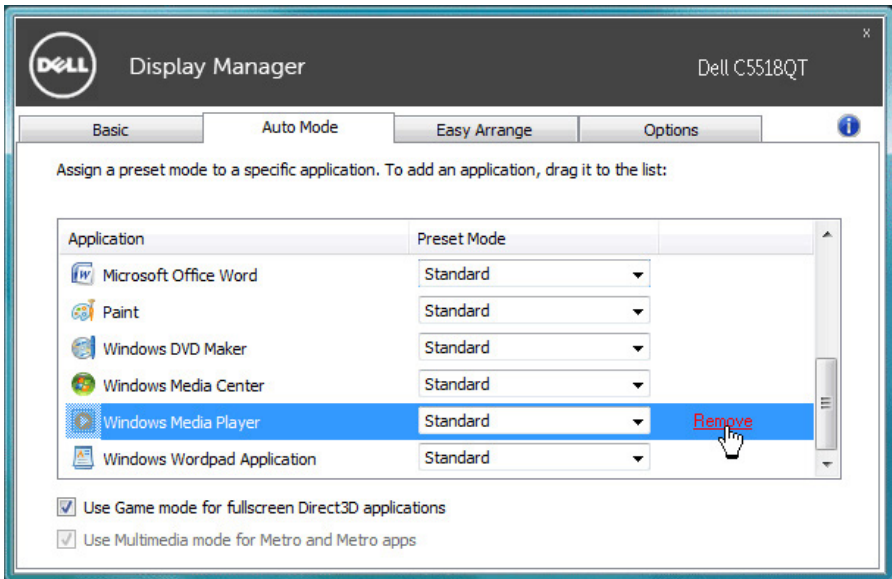 x
DELL Display Manager Dell C5518QT
Basic Auto Mode Easy Arrange Options i
Assign a preset mode to a specific application. To add an application, drag it to the list:
Application Preset Mode
Microsoft Office Word Standard
Paint Standard
Windows DVD Maker Standard
Windows Media Center Standard
Windows Media Player Standard Remove
Windows Wordpad Application Standard
Use Game mode for fullscreen Direct3D applications
Use Multimedia mode for Metro and Metro apps